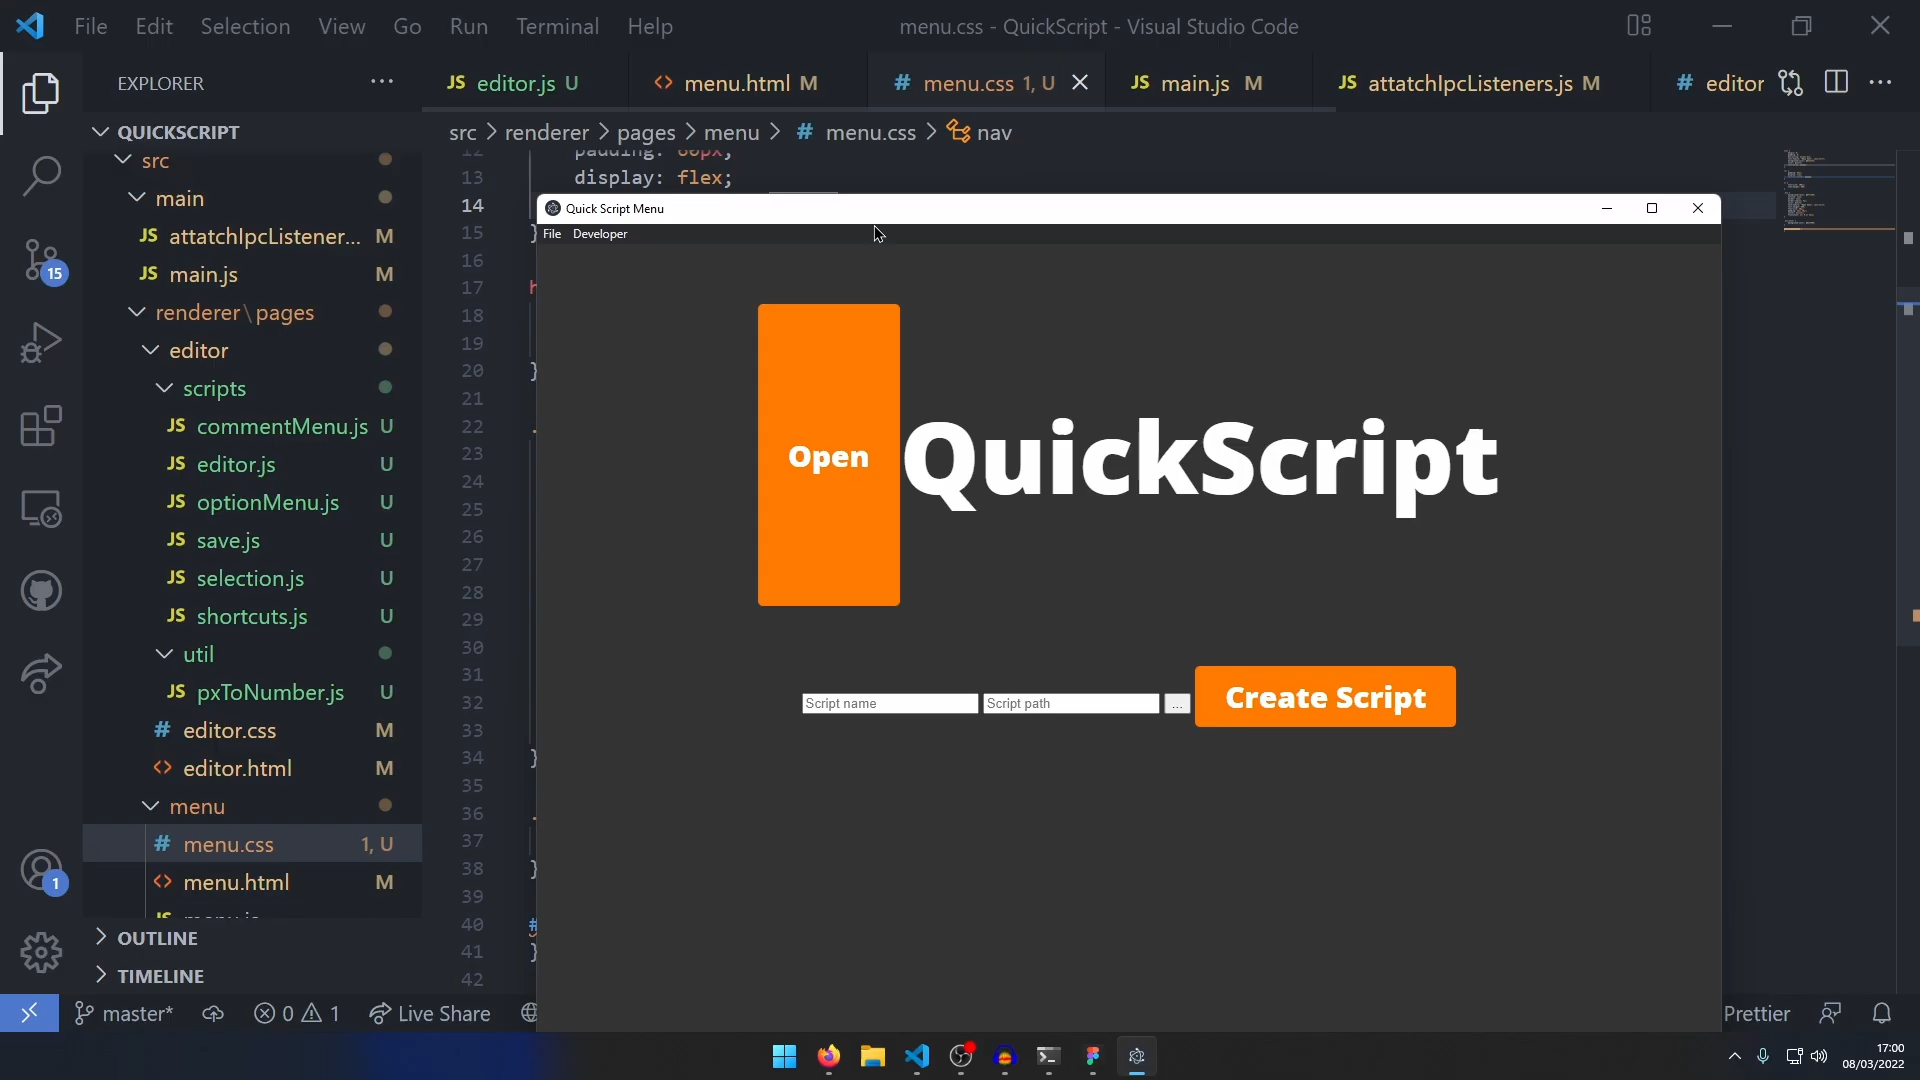 File Edit Selection View Go Run Terminal Help
menu.css - QuickScript - Visual Studio Code
EXPLORER
JS editor.js U
<> menu.html M
# menu.css 1, U
JS main.js M
JS attatchIpcListeners.js M
# editor
QUICKSCRIPT
src > renderer > pages > menu > # menu.css > nav
src
main
JS attatchIpcListener... M
JS main.js M
renderer\pages
editor
scripts
JS commentMenu.js U
JS editor.js U
JS optionMenu.js U
JS save.js U
JS selection.js U
JS shortcuts.js U
util
JS pxToNumber.js U
# editor.css M
<> editor.html M
menu
# menu.css 1, U
<> menu.html M
OUTLINE
TIMELINE
15
1
12 padding: 60px;
13 display: flex;
14
15 }
16
17 h
18
19
20 }
21
22 .
23
24
25
26
27
28
29
30
31
32
33
34 }
35
36 .
37
38 }
39
40 #
41 }
42
Quick Script Menu
File Developer
Open
QuickScript
Script name
Script path
...
Create Script
master* 0 1 Live Share
Prettier
17:00
08/03/2022